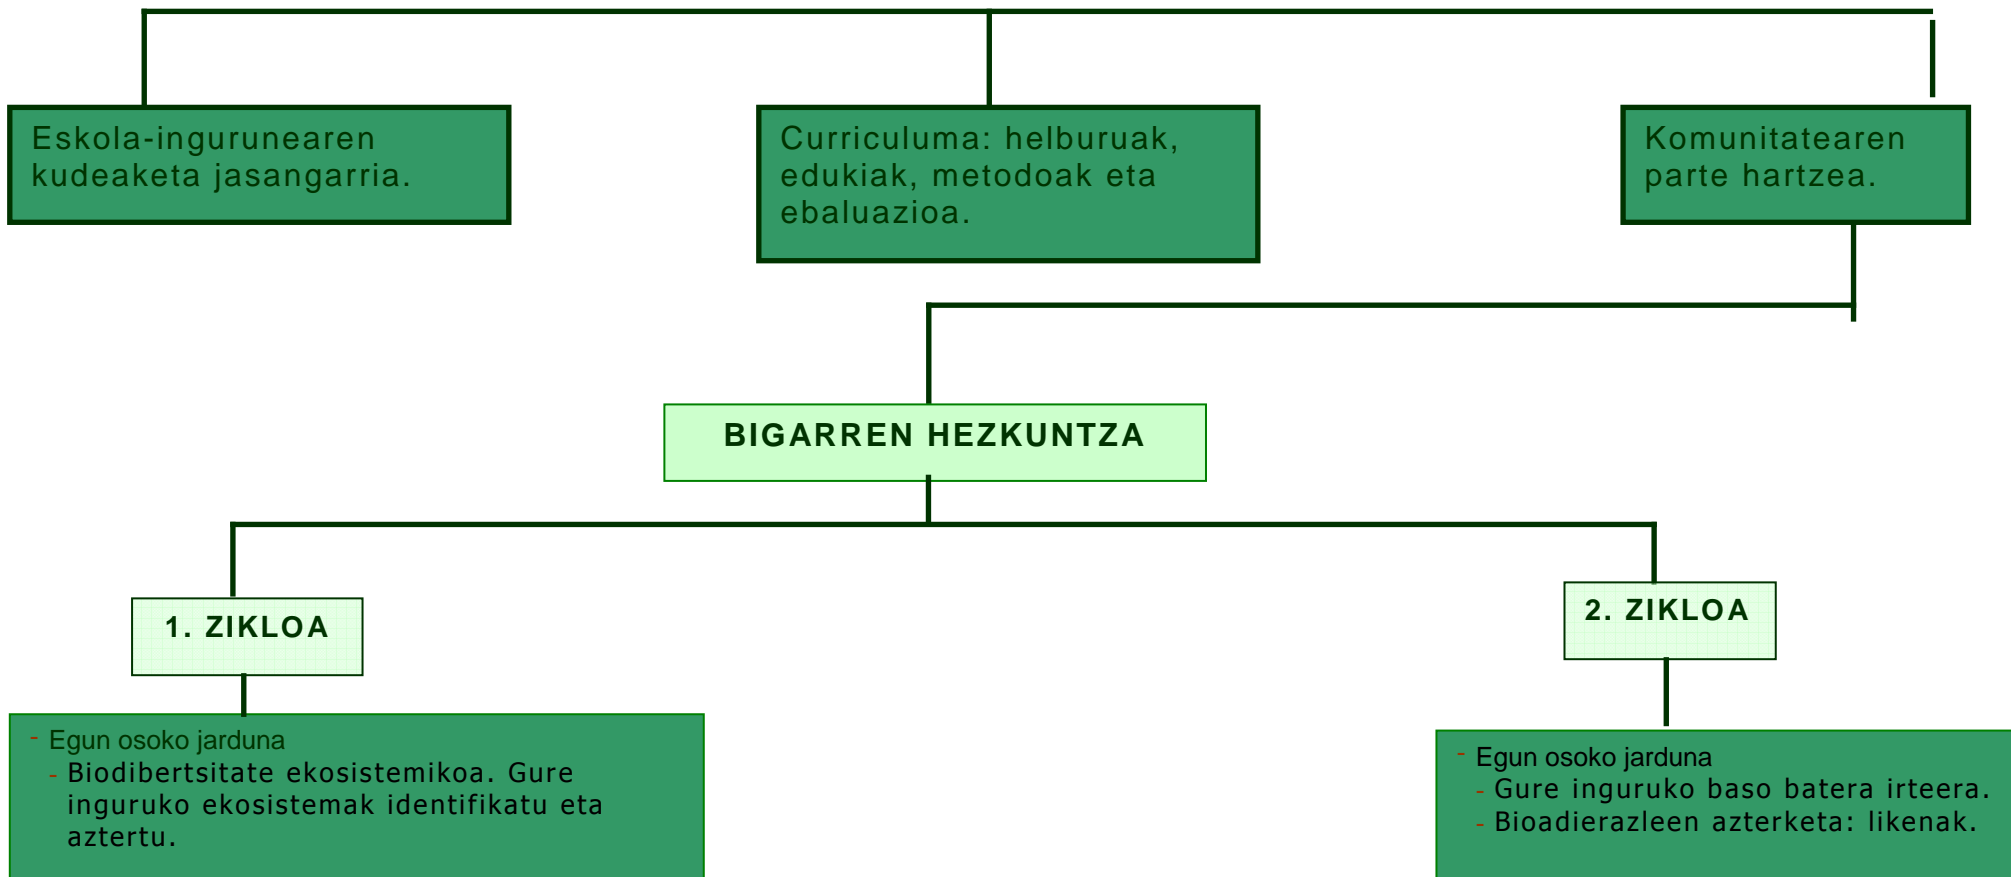 Eskola-ingurunearen
kudeaketa jasangarria.
Curriculuma: helburuak,
edukiak, metodoak eta
ebaluazioa.
Komunitatearen
parte hartzea.
BIGARREN HEZKUNTZA
1. ZIKLOA
2. ZIKLOA
- Egun osoko jarduna
- Biodibertsitate ekosistemikoa. Gure
inguruko ekosistemak identifikatu eta
aztertu.
- Egun osoko jarduna
- Gure inguruko baso batera irteera.
- Bioadierazleen azterketa: likenak.